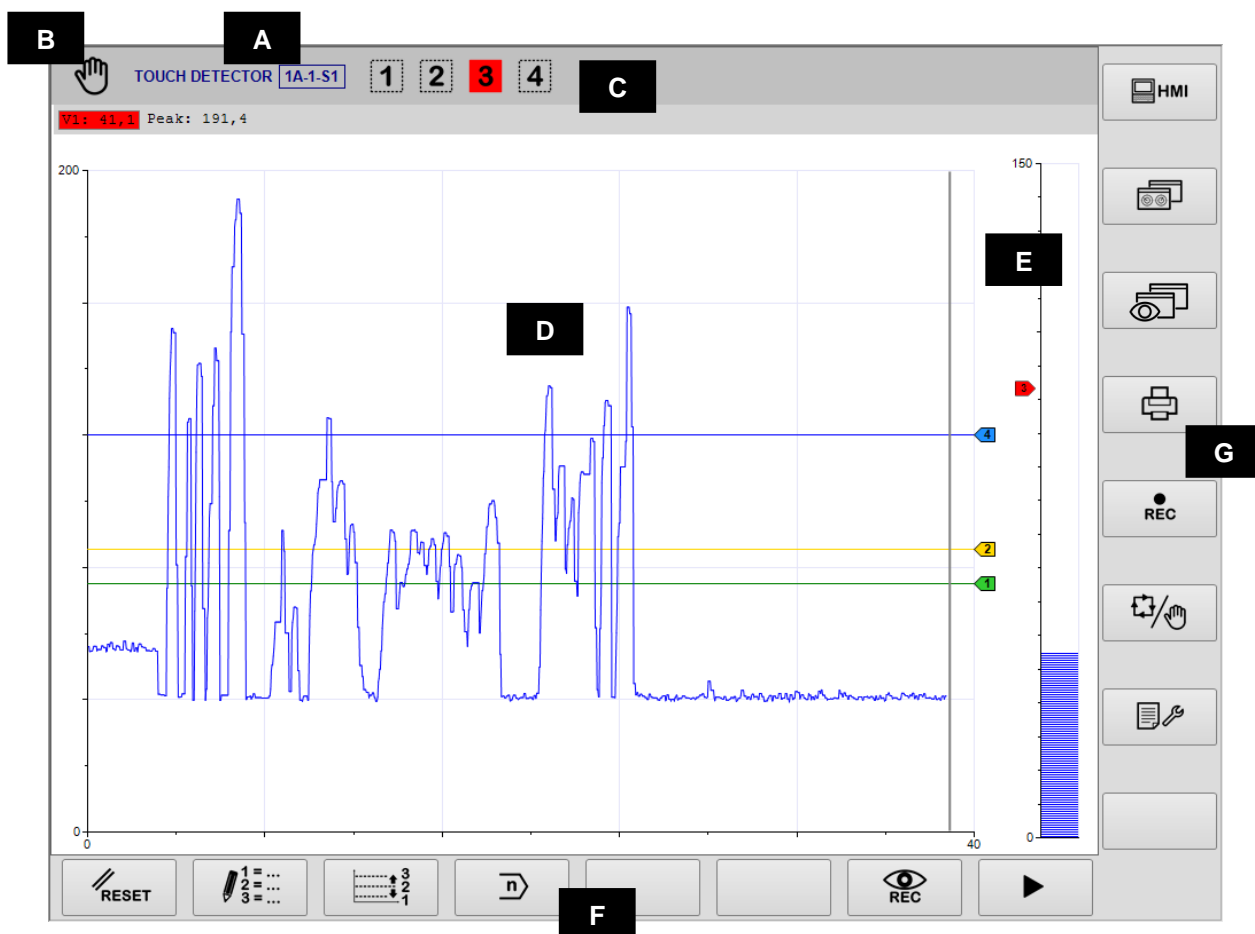 B
A
TOUCH DETECTOR 1A-1-S1 1 2 3 4
C
HMI
V1: 41,1 Peak: 191,4
200
150
E
D
3
4
G
REC
2
1
0
0
40
0
RESET
1 = ...
2 = ...
3 = ...
3
2
1
n
F
REC